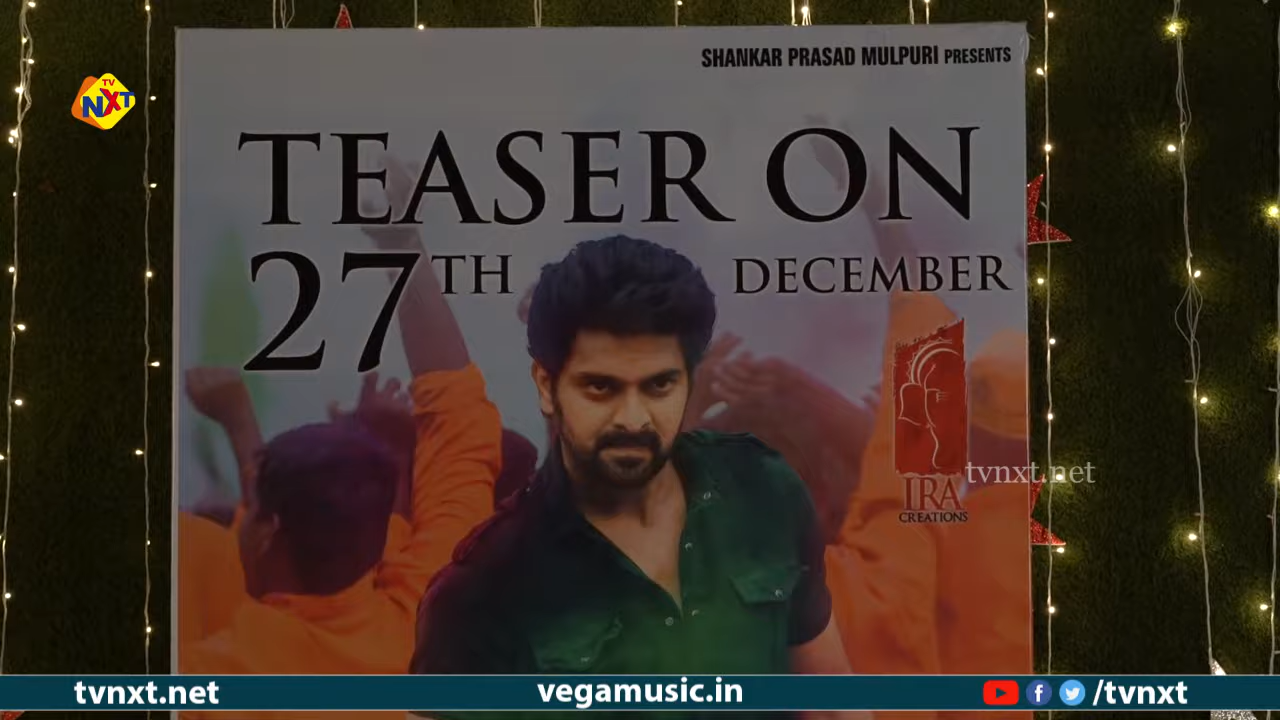 SHANKAR PRASAD MULPURI PRESENTS
TV
NXT
TEASER ON
27TH DECEMBER
IRA
CREATIONS
tvnxt.net
tvnxt.net
vegamusic.in
/tvnxt